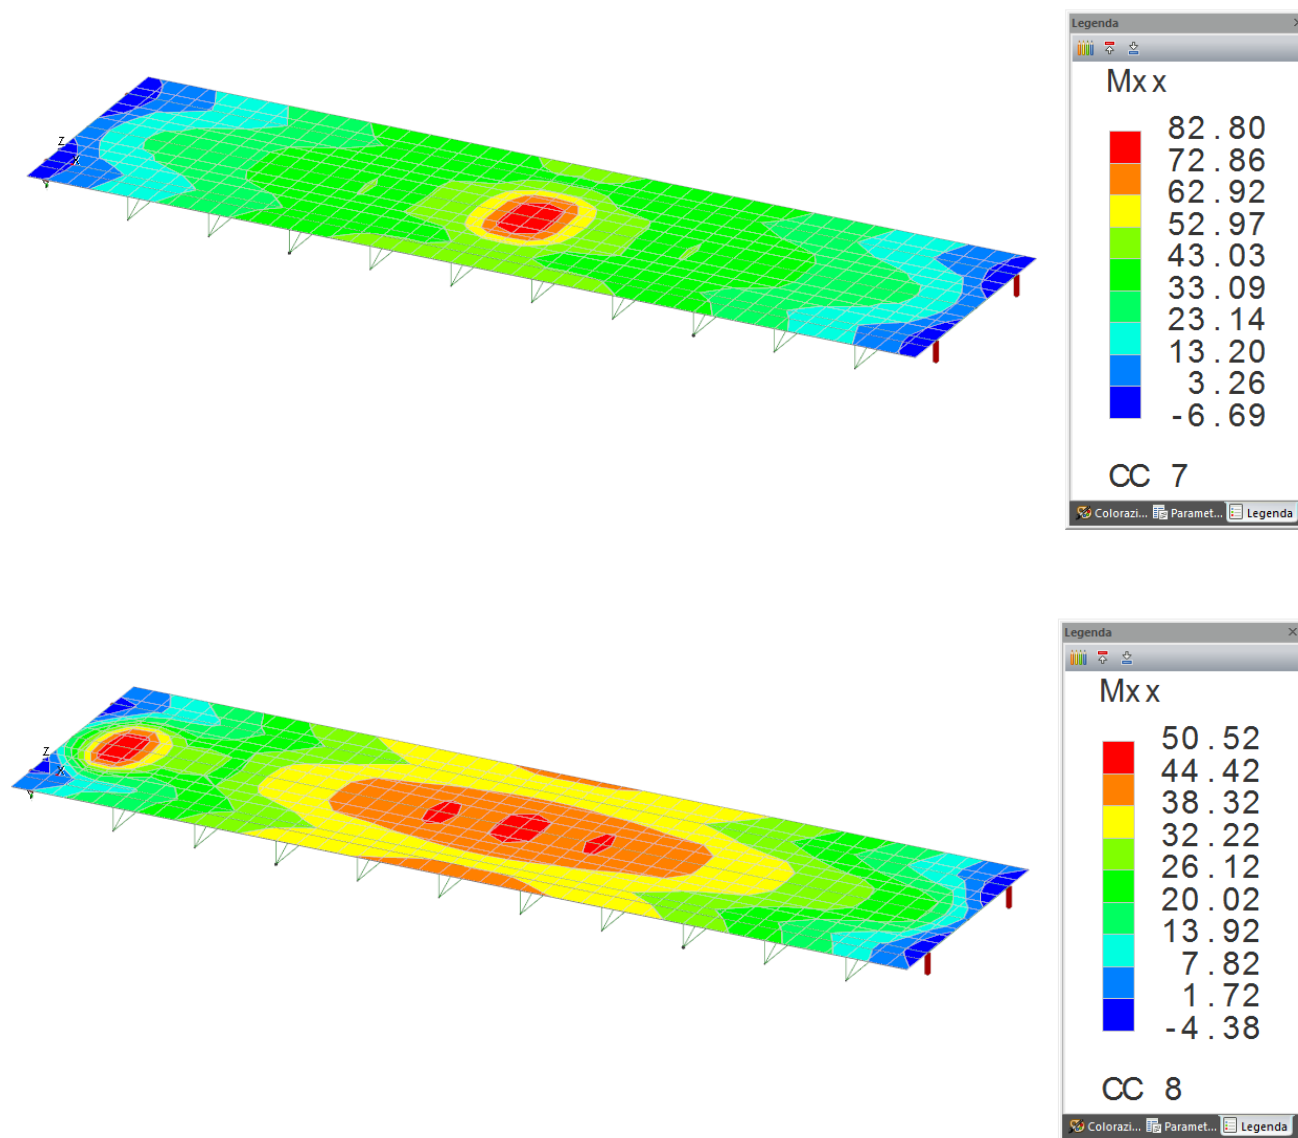 Legenda
Mxx
82.80
72.86
62.92
52.97
43.03
33.09
23.14
13.20
3.26
-6.69
CC 7
Colorazi... Paramet... Legenda
Z
X
Y
Legenda
Mxx
50.52
44.42
38.32
32.22
26.12
20.02
13.92
7.82
1.72
-4.38
CC 8
Colorazi... Paramet... Legenda
Z
X
Y